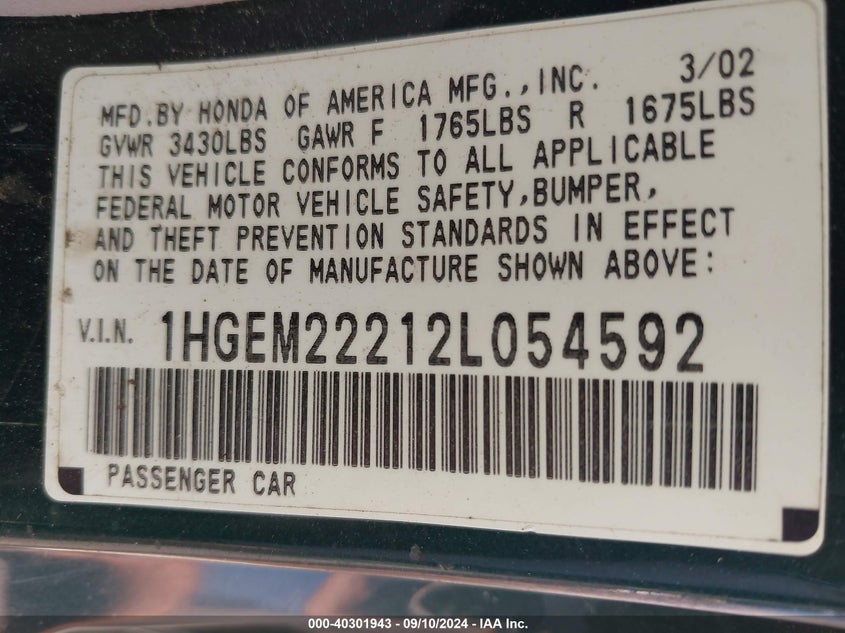 MFD.BY HONDA OF AMERICA MFG.,INC. 3/02
GVWR 3430LBS GAWR F 1765LBS R 1675LBS
THIS VEHICLE CONFORMS TO ALL APPLICABLE
FEDERAL MOTOR VEHICLE SAFETY,BUMPER,
AND THEFT PREVENTION STANDARDS IN EFFECT
ON THE DATE OF MANUFACTURE SHOWN ABOVE:
V.I.N. 1HGEM22212L054592
PASSENGER CAR
000-40301943 - 09/10/2024 - IAA Inc.